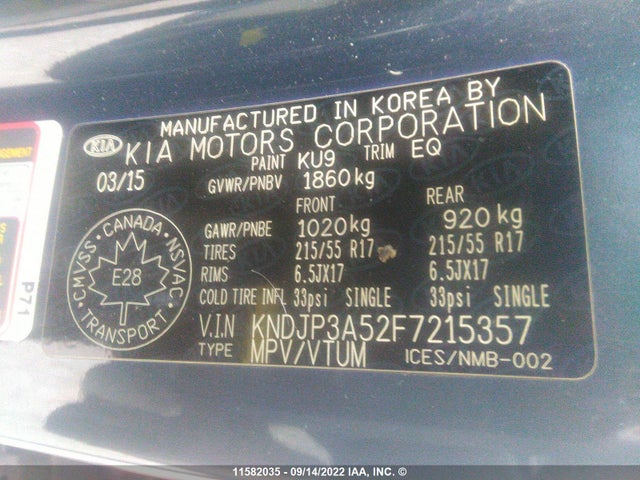 MANUFACTURED IN KOREA BY
KIA KIA MOTORS CORPORATION
PAINT KU9 TRIM EQ
03/15 GVWR/PNBV 1860kg
FRONT REAR
GAWR/PNBE 1020kg 920kg
TIRES 215/55 R17 215/55 R17
RIMS 6.5JX17 6.5JX17
COLD TIRE INFL 33psi SINGLE 33psi SINGLE
V.I.N KNDJP3A52F7215357
TYPE MPV/VTUM ICES/NMB-002
CMVSS · CANADA · NSVAC
E28
TRANSPORT
P71
11582035 - 09/14/2022 IAA, Inc. ©